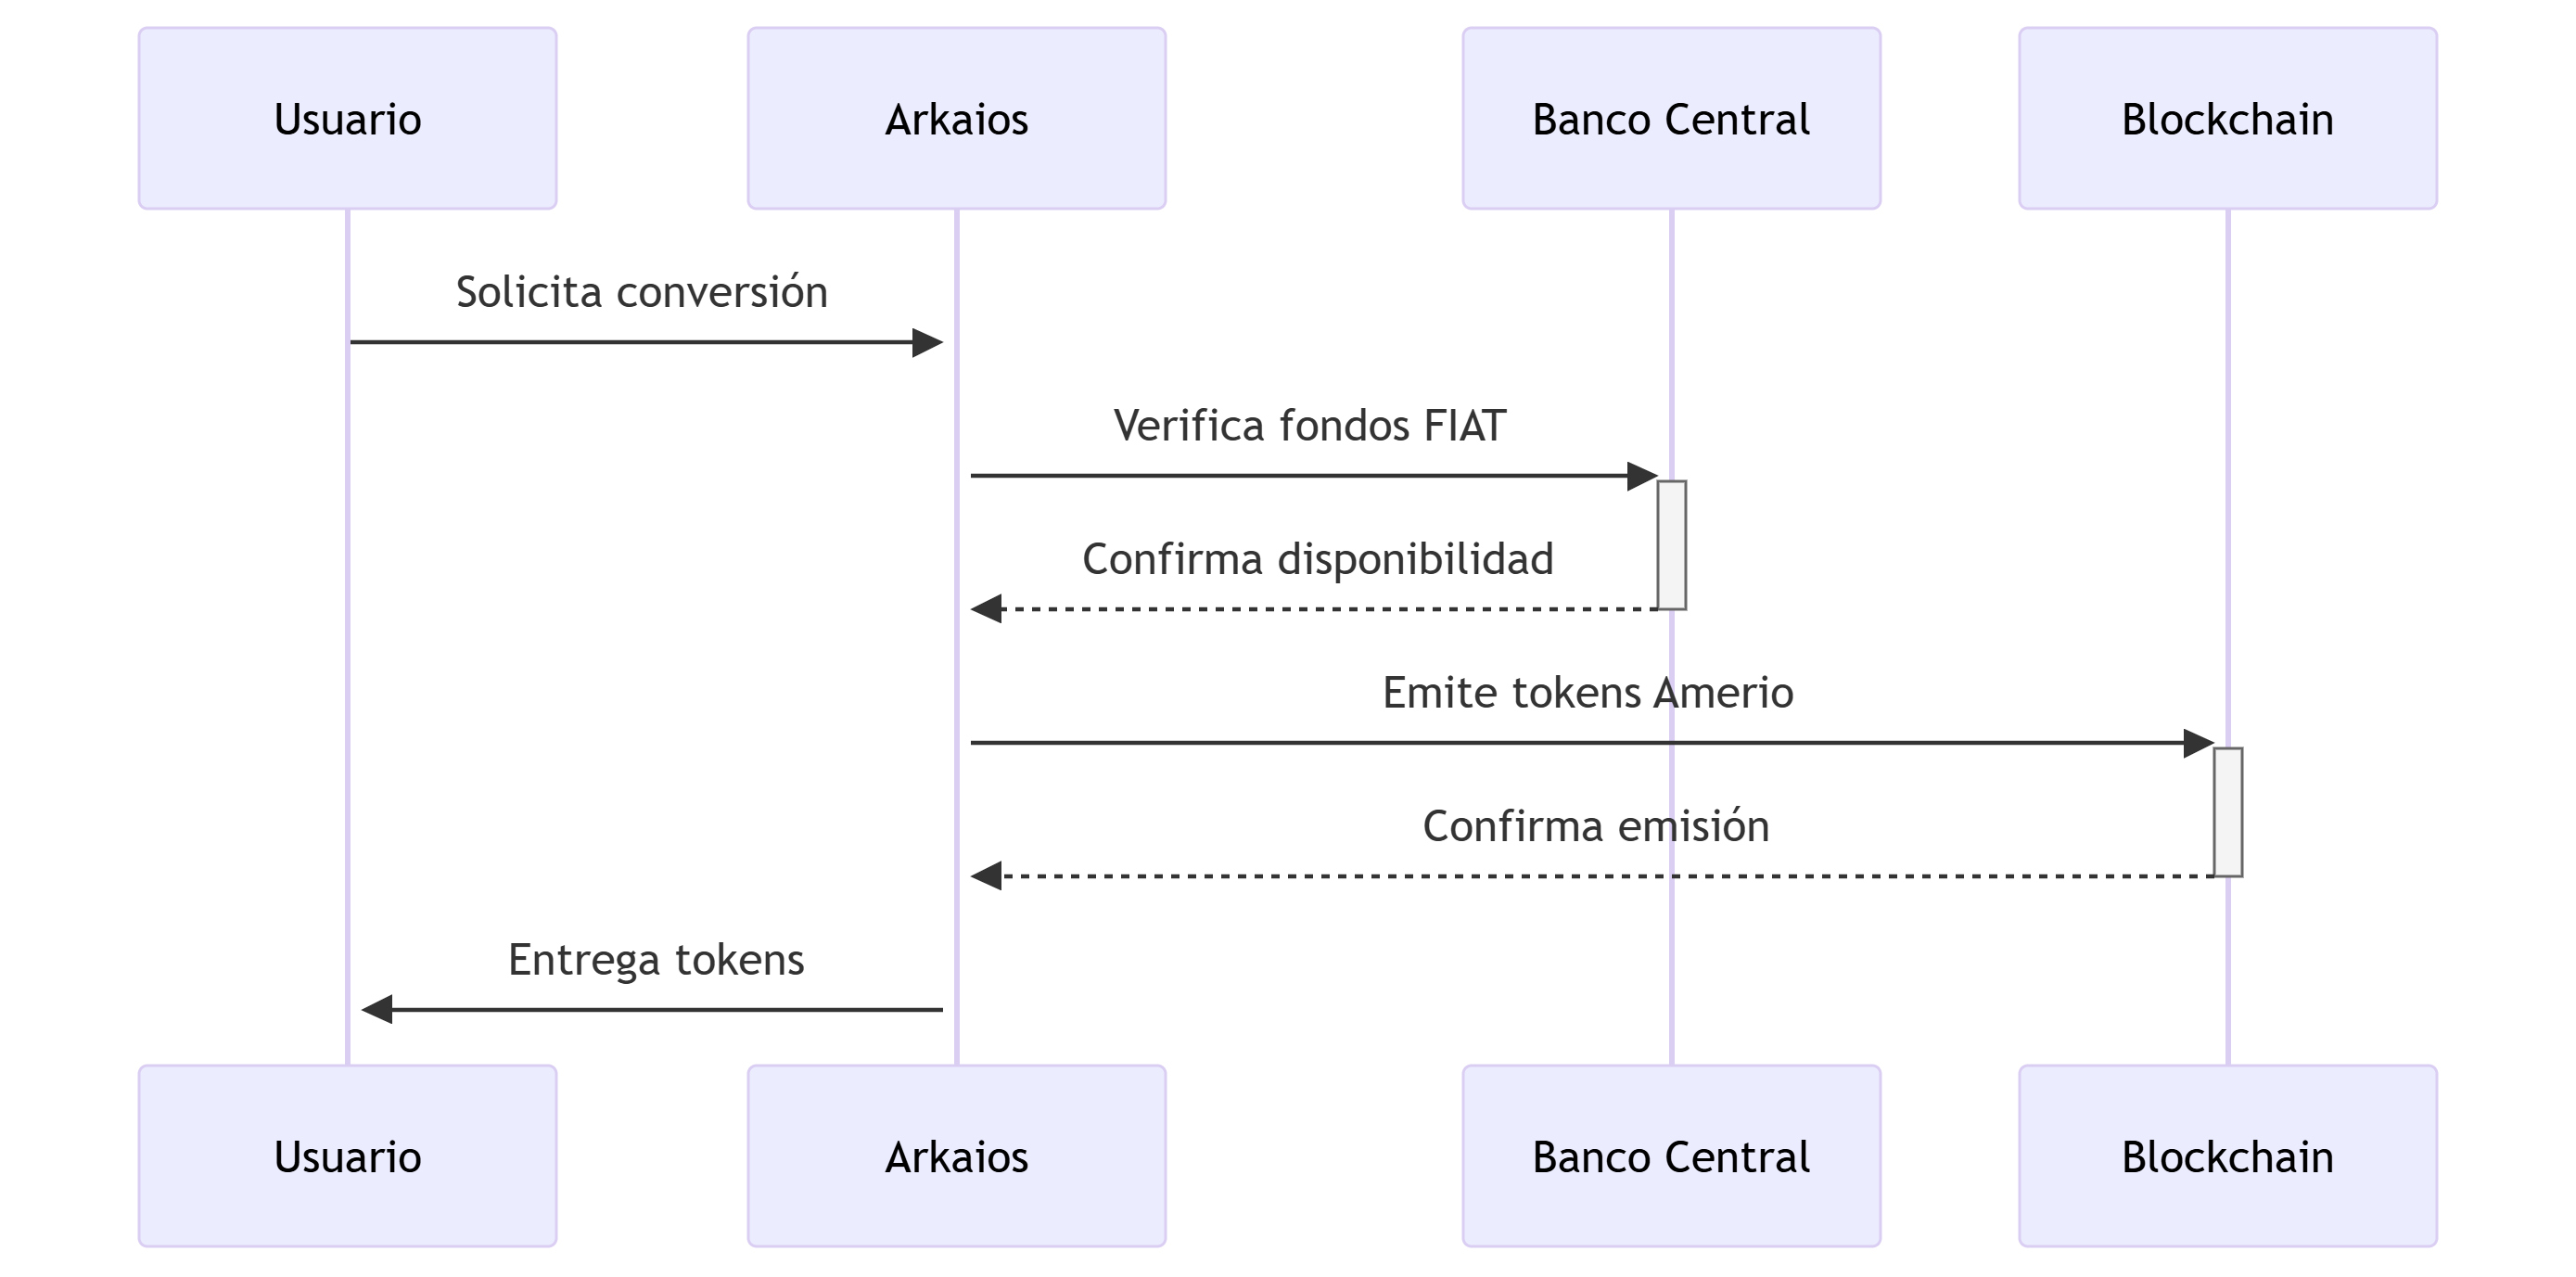 Usuario
Arkaios
Banco Central
Blockchain
Solicita conversión
Verifica fondos FIAT
Confirma disponibilidad
Emite tokens Amerio
Confirma emisión
Entrega tokens
Usuario
Arkaios
Banco Central
Blockchain